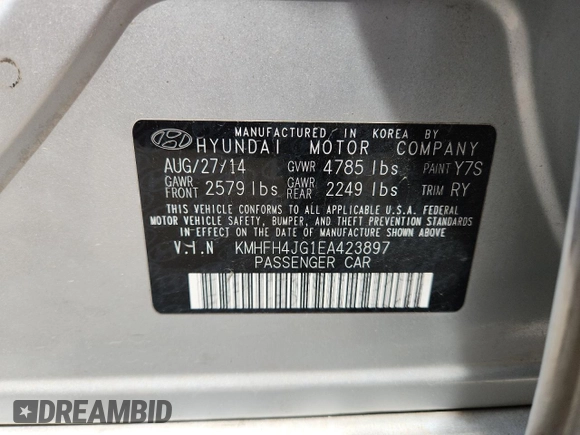 MANUFACTURED IN KOREA BY
HYUNDAI MOTOR COMPANY
AUG/27/14 GVWR 4785 lbs PAINT Y7S
GAWR FRONT 2579 lbs GAWR REAR 2249 lbs TRIM RY
THIS VEHICLE CONFORMS TO ALL APPLICABLE U.S.A. FEDERAL
MOTOR VEHICLE SAFETY, BUMPER, AND THEFT PREVENTION STANDARDS
IN EFFECT ON THE DATE OF MANUFACTURE SHOWN ABOVE.
V.I.N KMHFH4JG1EA423897
PASSENGER CAR
DREAMBID